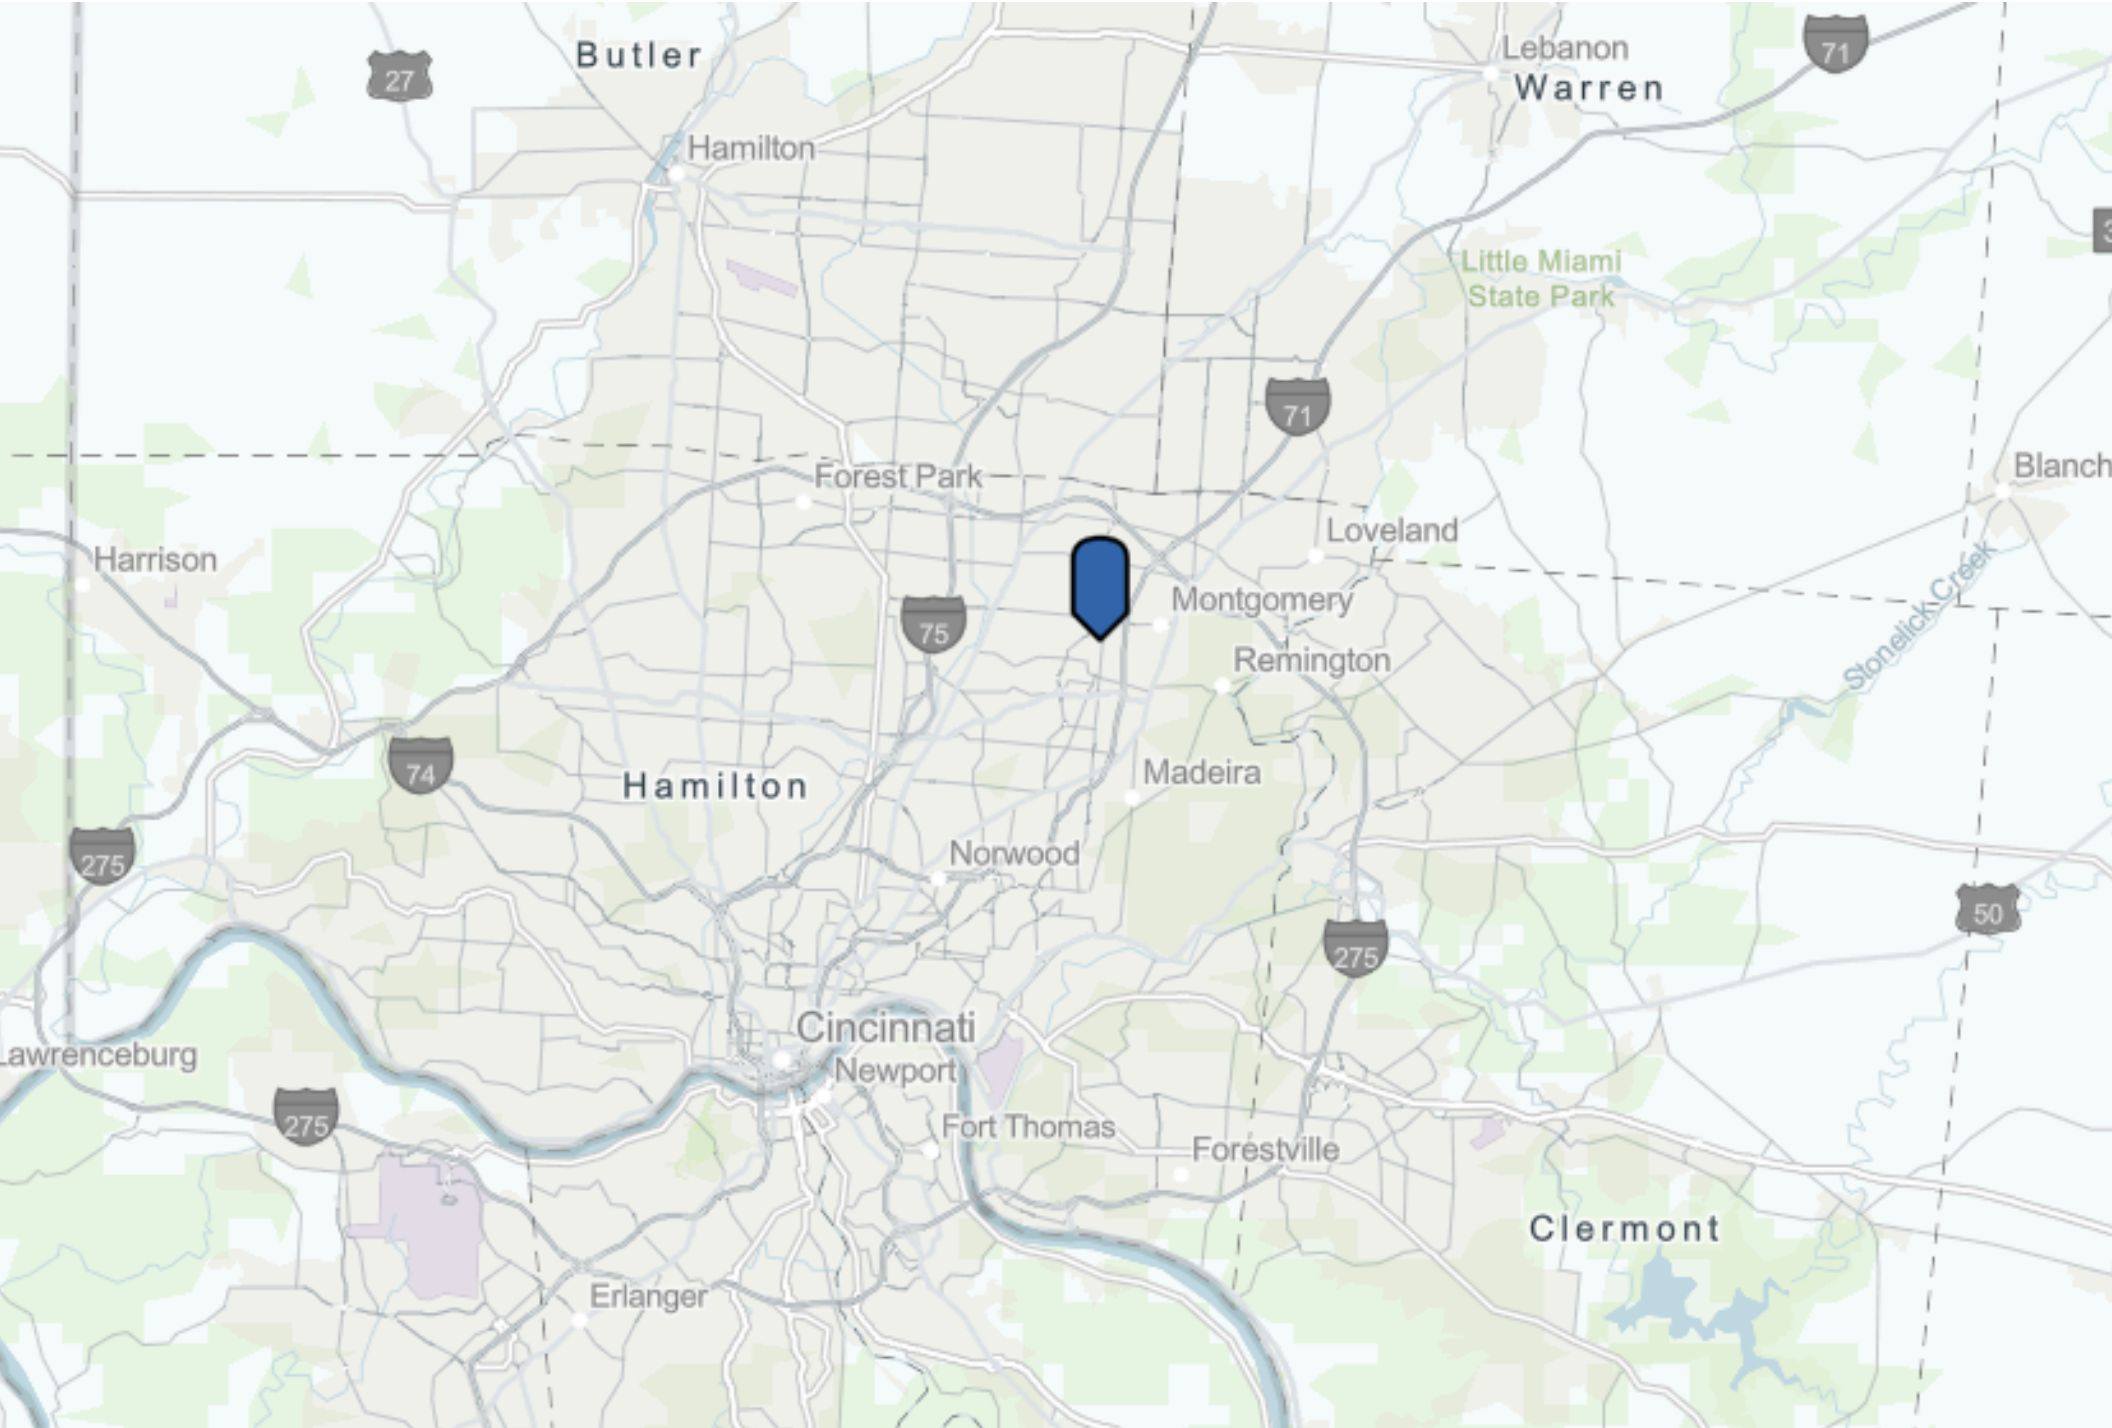 Butler
Lebanon
71
27
Warren
Hamilton
Little Miami
State Park
71
Forest Park
Blanch
Loveland
Harrison
Stonelick Creek
Montgomery
75
Remington
74
Madeira
Hamilton
275
Norwood
50
275
Cincinnati
Lawrenceburg
Newport
275
Fort Thomas
Forestville
Clermont
Erlanger